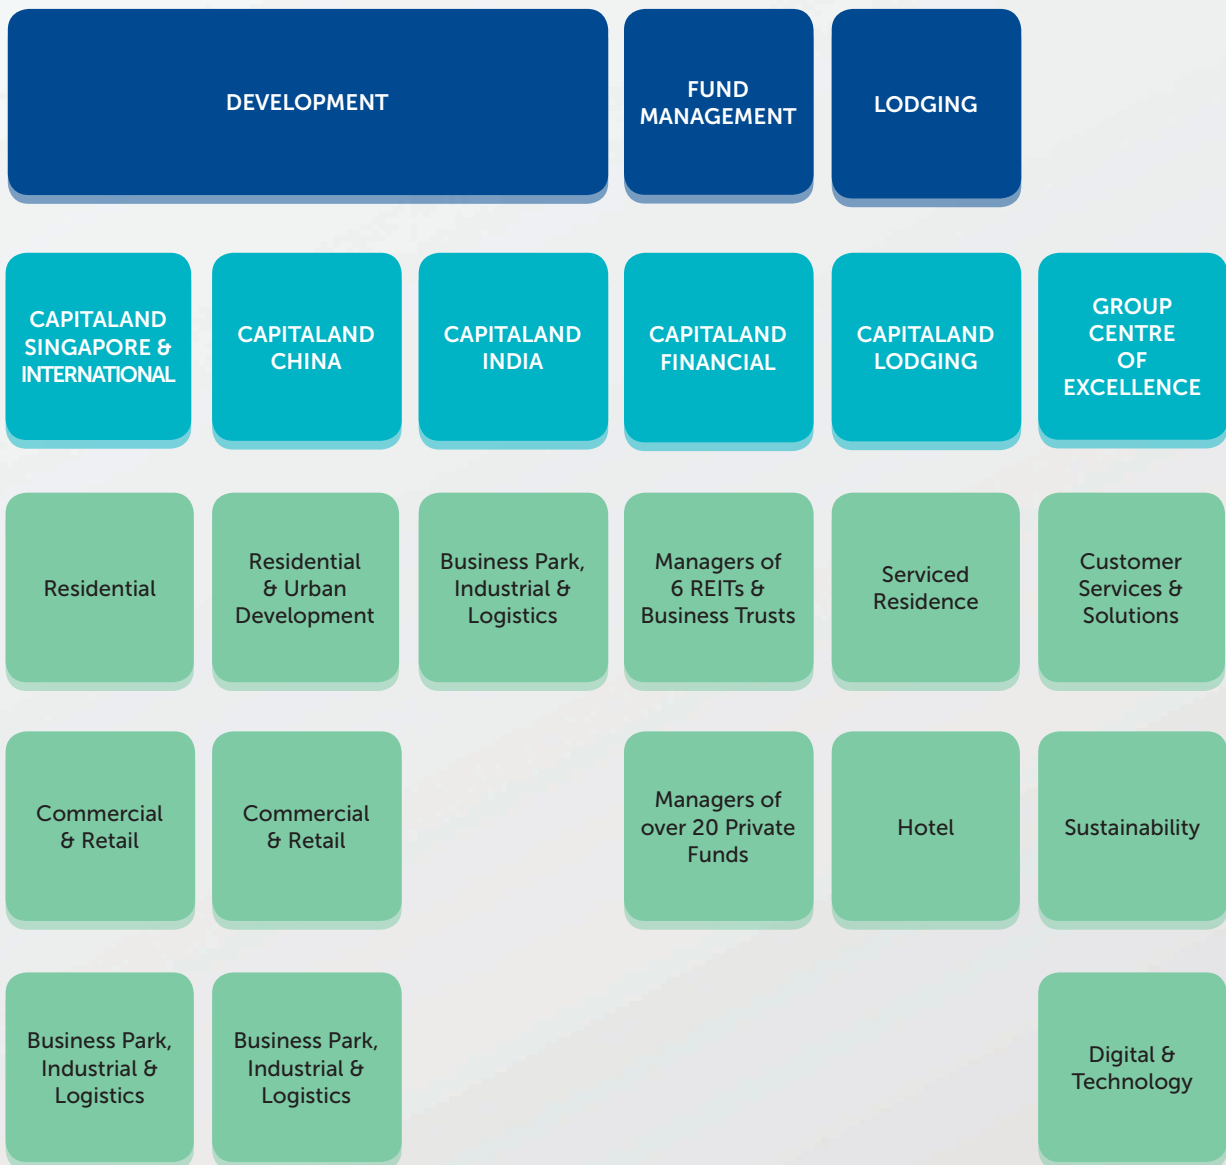 DEVELOPMENT
FUND
MANAGEMENT
LODGING
CAPITALAND
SINGAPORE &
INTERNATIONAL
CAPITALAND
CHINA
CAPITALAND
INDIA
CAPITALAND
FINANCIAL
CAPITALAND
LODGING
GROUP
CENTRE
OF
EXCELLENCE
Residential
Residential
& Urban
Development
Business Park,
Industrial &
Logistics
Managers of
6 REITs &
Business Trusts
Serviced
Residence
Customer
Services &
Solutions
Commercial
& Retail
Commercial
& Retail
Managers of
over 20 Private
Funds
Hotel
Sustainability
Business Park,
Industrial &
Logistics
Business Park,
Industrial &
Logistics
Digital &
Technology